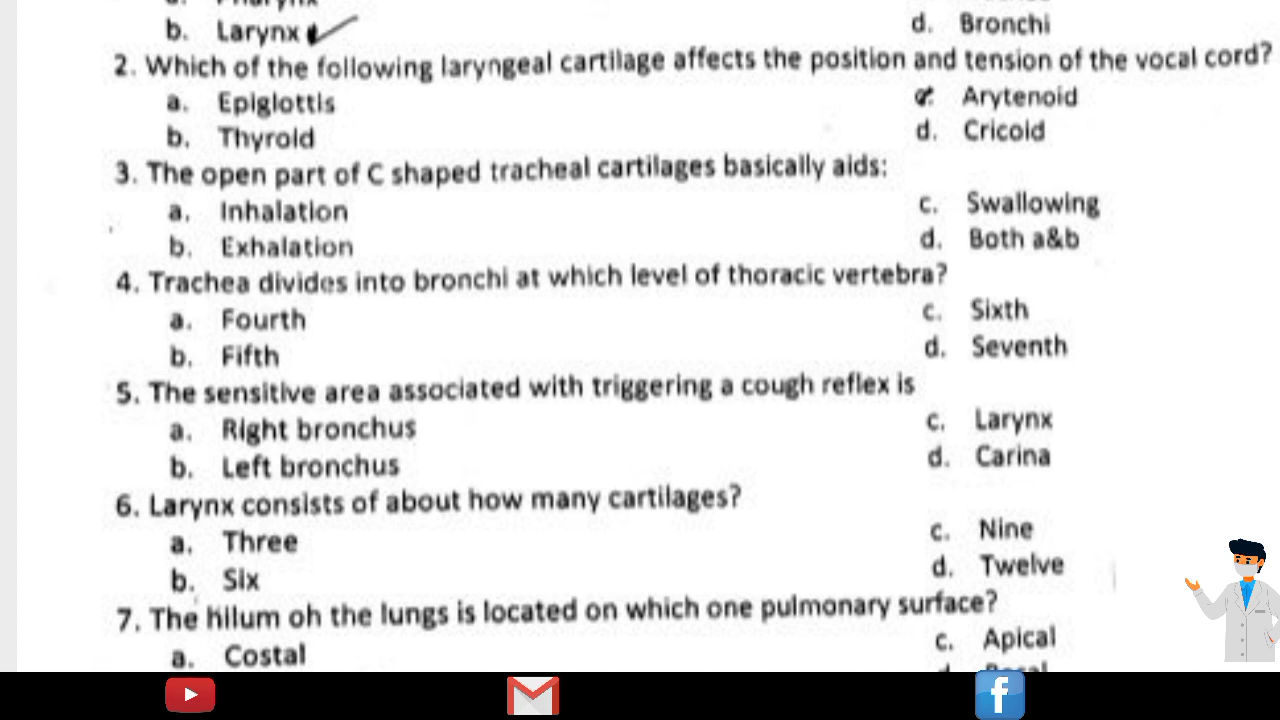 b. Larynx
d. Bronchi
2. Which of the following laryngeal cartilage affects the position and tension of the vocal cord?
a. Epiglottis
Arytenoid
b. Thyroid
d. Cricoid
3. The open part of C shaped tracheal cartilages basically aids:
a. Inhalation
c. Swallowing
b. Exhalation
d. Both a&b
4. Trachea divides into bronchi at which level of thoracic vertebra?
a. Fourth
c. Sixth
b. Fifth
d. Seventh
5. The sensitive area associated with triggering a cough reflex is
a. Right bronchus
c. Larynx
b. Left bronchus
d. Carina
6. Larynx consists of about how many cartilages?
a. Three
c. Nine
b. Six
d. Twelve
7. The hilum oh the lungs is located on which one pulmonary surface?
a. Costal
c. Apical